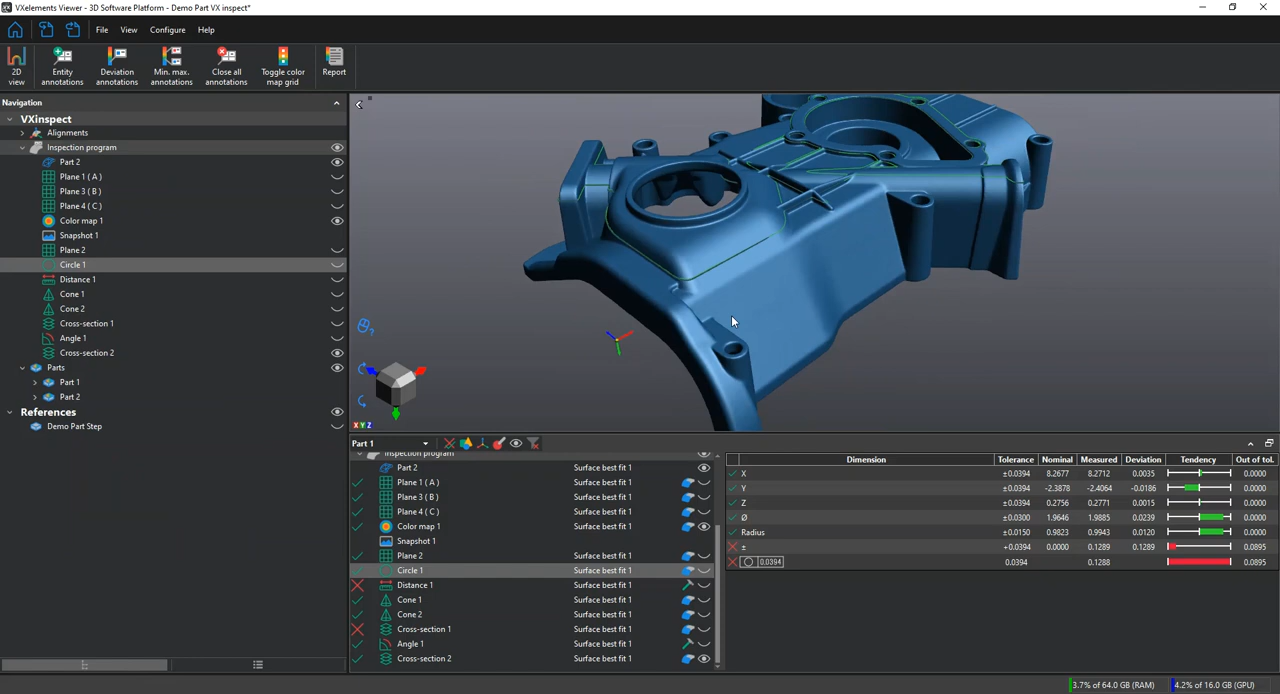 VXelements Viewer - 3D Software Platform - Demo Part VX inspect*
File View Configure Help
2D view
Entity annotations
Deviation annotations
Min. max. annotations
Close all annotations
Toggle color map grid
Report
Navigation
VXinspect
Alignments
Inspection program
Part 2
Plane 1 ( A )
Plane 3 ( B )
Plane 4 ( C )
Color map 1
Snapshot 1
Plane 2
Circle 1
Distance 1
Cone 1
Cone 2
Cross-section 1
Angle 1
Cross-section 2
Parts
Part 1
Part 2
References
Demo Part Step
X Y Z
Part 1
Inspection program
Part 2 Surface best fit 1
Plane 1 ( A ) Surface best fit 1
Plane 3 ( B ) Surface best fit 1
Plane 4 ( C ) Surface best fit 1
Color map 1 Surface best fit 1
Snapshot 1 Surface best fit 1
Plane 2 Surface best fit 1
Circle 1 Surface best fit 1
Distance 1 Surface best fit 1
Cone 1 Surface best fit 1
Cone 2 Surface best fit 1
Cross-section 1 Surface best fit 1
Angle 1 Surface best fit 1
Cross-section 2 Surface best fit 1
Dimension Tolerance Nominal Measured Deviation Tendency Out of tol.
X ±0.0394 8.2677 8.2712 0.0035 0.0000
Y ±0.0394 -2.3878 -2.4064 -0.0186 0.0000
Z ±0.0394 0.2756 0.2771 0.0015 0.0000
Ø ±0.0300 1.9646 1.9885 0.0239 0.0000
Radius ±0.0150 0.9823 0.9943 0.0120 0.0000
± +0.0394 0.0000 0.1289 0.1289 0.0895
○ 0.0394 0.0394 0.1288 0.0895
3.7% of 64.0 GB (RAM) 4.2% of 16.0 GB (GPU)